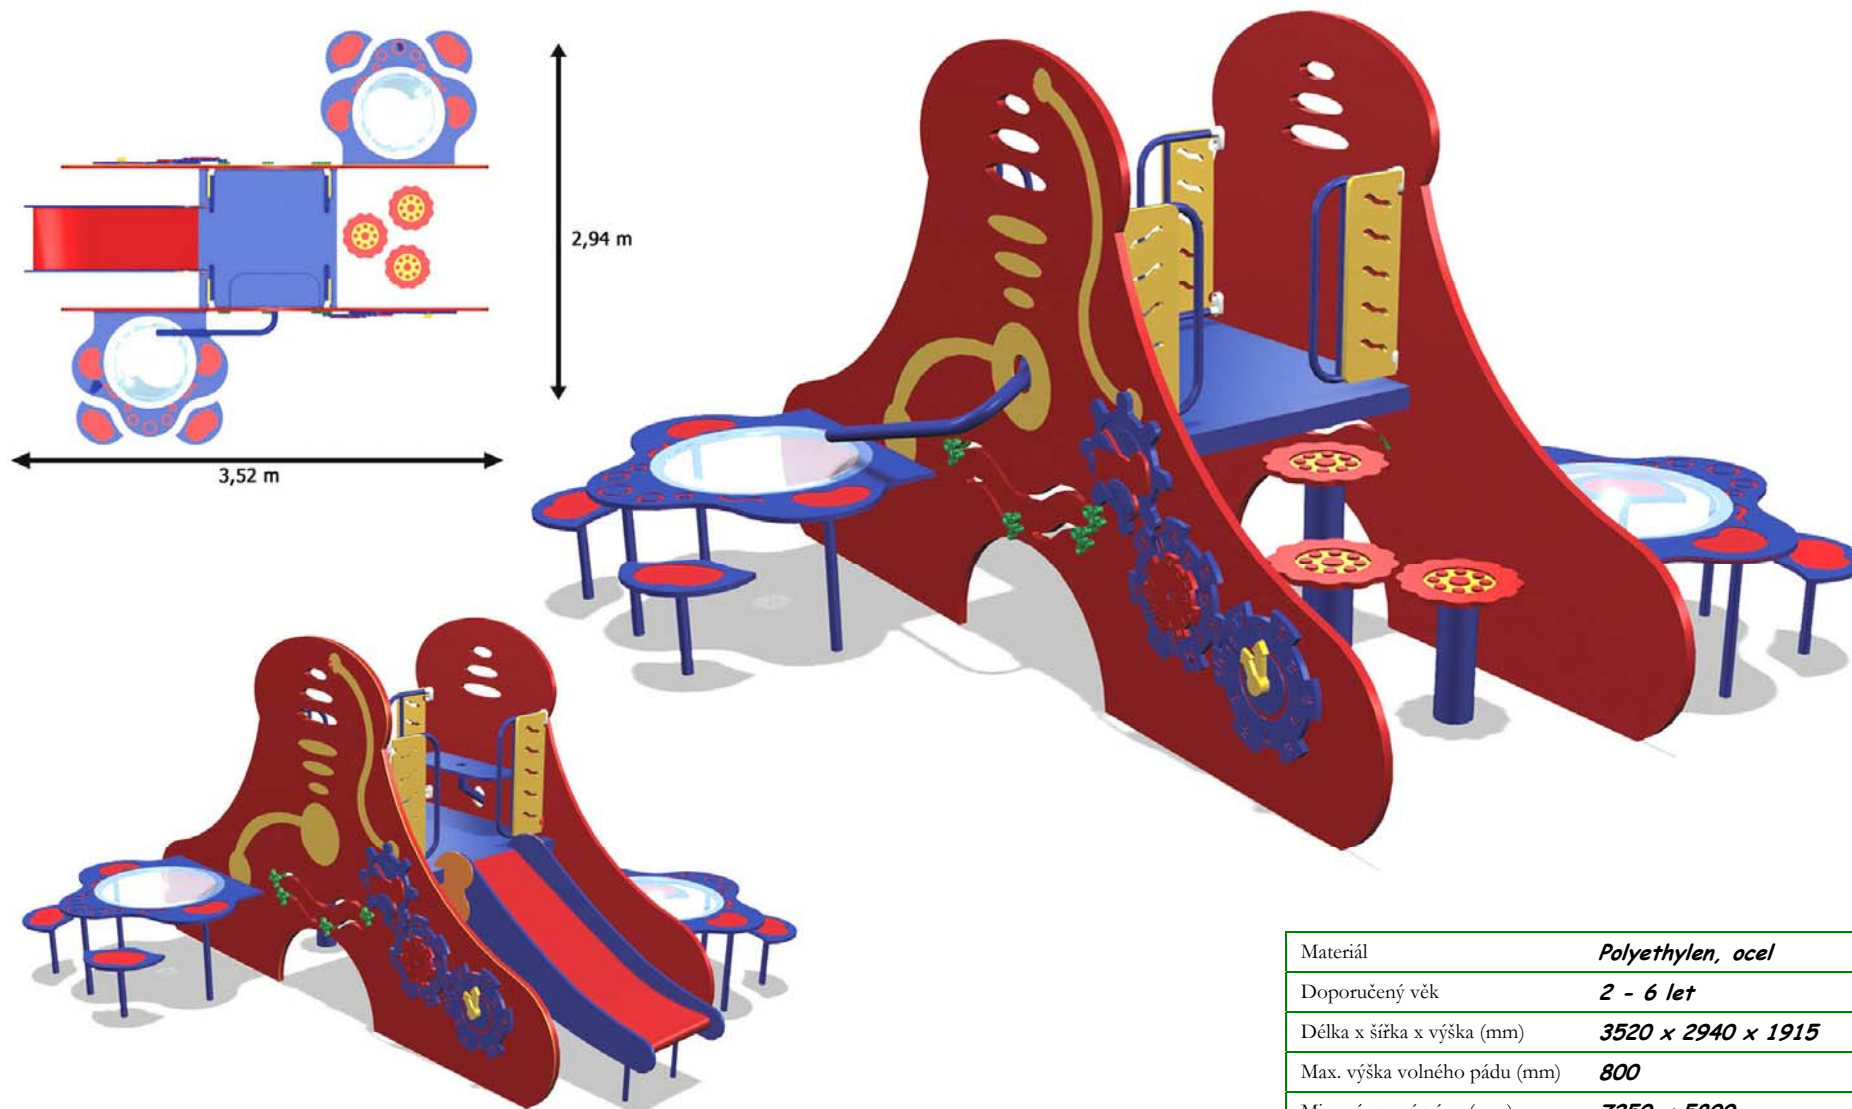 2,94 m
3,52 m
Materiál Polyethylen, ocel
Doporučený věk 2 - 6 let
Délka x šířka x výška (mm) 3520 x 2940 x 1915
Max. výška volného pádu (mm) 800